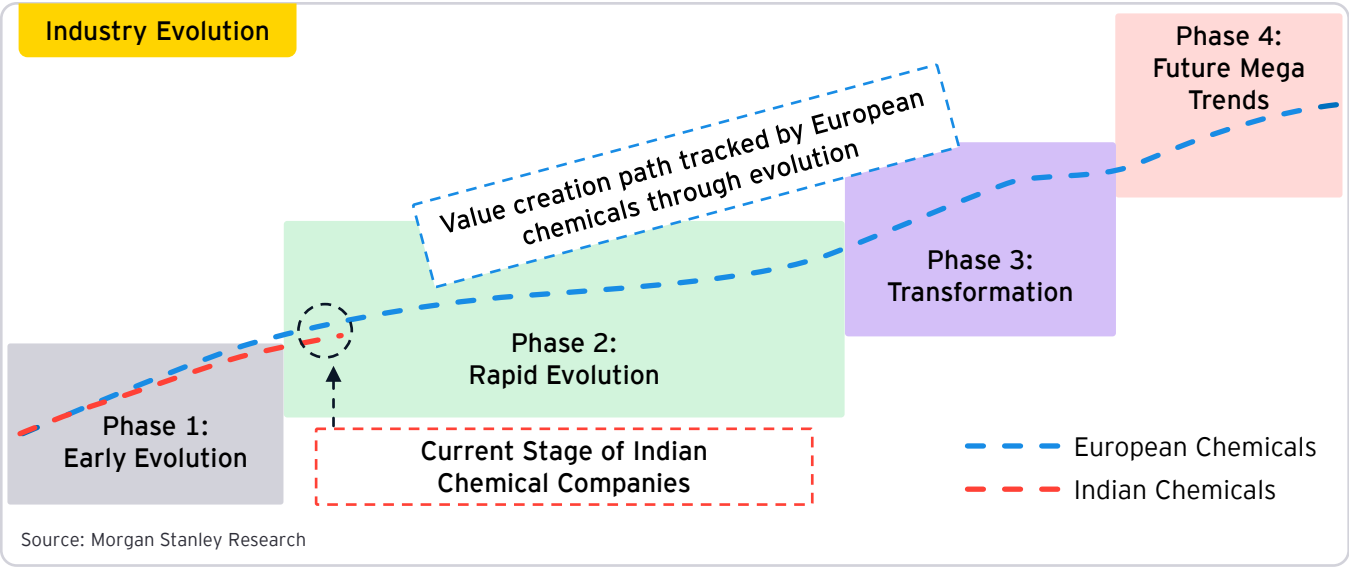 Industry Evolution
Phase 4:
Future Mega
Trends
Value creation path tracked by European
chemicals through evolution
Phase 3:
Transformation
Phase 2:
Rapid Evolution
Phase 1:
Early Evolution
Current Stage of Indian
Chemical Companies
European Chemicals
Indian Chemicals
Source: Morgan Stanley Research